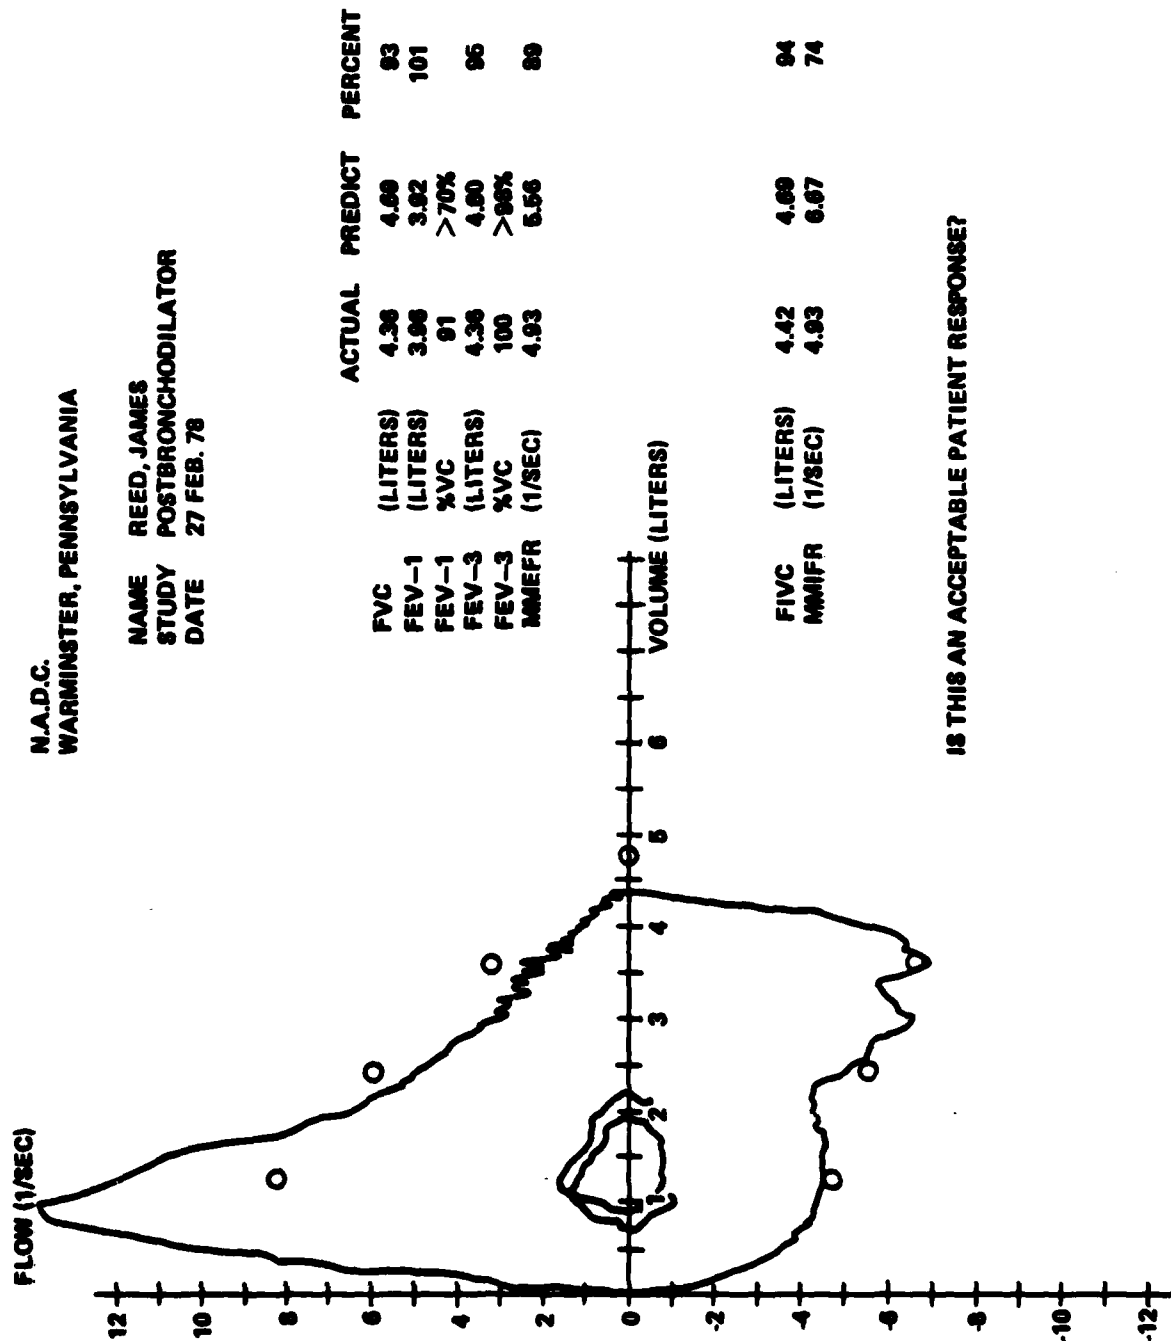 N.A.D.C.
WARMINSTER, PENNSYLVANIA
NAME REED, JAMES
STUDY POSTBRONCHODILATOR
DATE 27 FEB. 78
ACTUAL PREDICT PERCENT
FVC (LITERS) 4.36 4.69 93
FEV-1 (LITERS) 3.96 3.92 101
FEV-1 %VC 91 >70%
FEV-3 (LITERS) 4.36 4.60 95
FEV-3 %VC 100 >98%
MMEFR (1/SEC) 4.93 5.56 89
FIVC (LITERS) 4.42 4.69 94
MMIFR (1/SEC) 4.93 6.67 74
IS THIS AN ACCEPTABLE PATIENT RESPONSE?
FLOW (1/SEC)
12
10
8
6
4
2
0
-2
-4
-6
-8
-10
-12
1 2 3 4 5 6
VOLUME (LITERS)